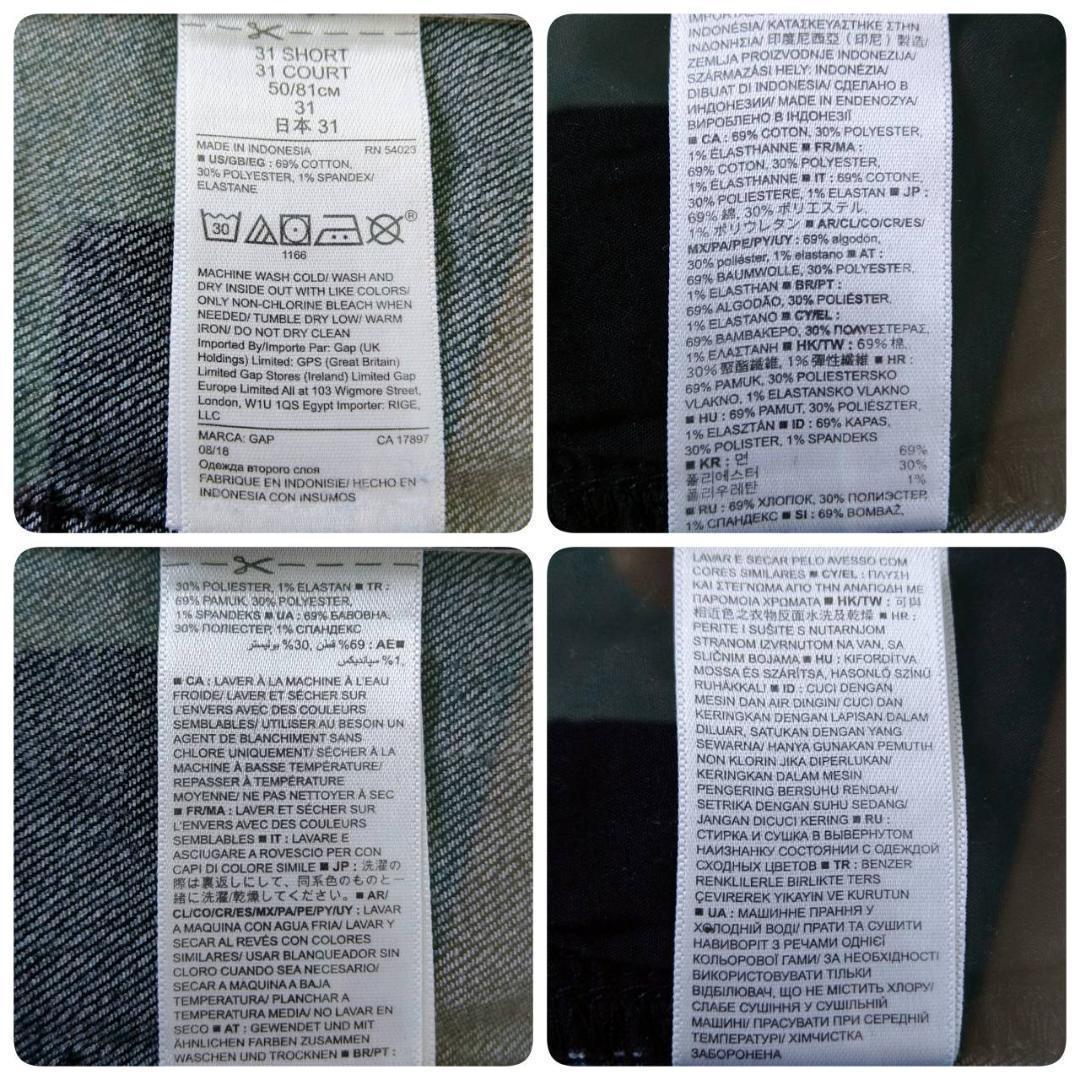 31 SHORT
31 COURT
50/81CM
31
日本 31
MADE IN INDONESIA RN 54023
■ US/GB/EG : 69% COTTON,
30% POLYESTER, 1% SPANDEX/
ELASTANE
30
®
1166
MACHINE WASH COLD/ WASH AND
DRY INSIDE OUT WITH LIKE COLORS/
ONLY NON-CHLORINE BLEACH WHEN
NEEDED/ TUMBLE DRY LOW/ WARM
IRON/ DO NOT DRY CLEAN
Imported By/Importe Par: Gap (UK
Holdings) Limited: GPS (Great Britain)
Limited Gap Stores (Ireland) Limited Gap
Europe Limited All at 103 Wigmore Street,
London, W1U 1QS Egypt Importer: RIGE,
LLC
MARCA: GAP CA 17897
08/18
Одежда второго слоя
FABRIQUE EN INDONISIE/ HECHO EN
INDONESIA CON INSUMOS
INDONÉSIA/ ΚΑΤΑΣΚΕΥΑΣΤΗΚΕ ΣΤΗΝ
ΙΝΔΟΝΗΣΙΑ/ 印度尼西亞（印尼）製造/
ZEMLJA PROIZVODNJE INDONEZIJA/
SZÁRMAZÁSI HELY: INDONÉZIA/
DIBUAT DI INDONESIA/ СДЕЛАНО В
ИНДОНЕЗИИ/ MADE IN ENDENOZYA/
ВИРОБЛЕНО В ІНДОНЕЗІЇ
■ CA : 69% COTON, 30% POLYESTER,
1% ÉLASTHANNE ■ FR/MA :
69% COTON, 30% POLYESTER,
1% ÉLASTHANNE ■ IT : 69% COTONE,
30% POLIESTERE, 1% ELASTAN ■ JP :
69% 綿, 30% ポリエステル,
1% ポリウレタン ■ AR/CL/CO/CR/ES/
MX/PA/PE/PY/UY : 69% algodón,
30% poliéster, 1% elastano ■ AT :
69% BAUMWOLLE, 30% POLYESTER,
1% ELASTHAN ■ BR/PT :
69% ALGODÃO, 30% POLIÉSTER,
1% ELASTANO ■ CY/EL :
69% ΒΑΜΒΑΚΕΡΟ, 30% ΠΟΛΥΕΣΤΕΡΑΣ,
1% ΕΛΑΣΤΑΝΗ ■ HK/TW : 69% 棉,
30% 聚酯纖維, 1% 彈性纖維 ■ HR :
69% PAMUK, 30% POLIESTERSKO
VLAKNO, 1% ELASTANSKO VLAKNO
■ HU : 69% PAMUT, 30% POLIÉSZTER,
1% ELASZTÁN ■ ID : 69% KAPAS,
30% POLISTER, 1% SPANDEKS
■ KR : 면 69%
폴리에스터 30%
폴리우레탄 1%
■ RU : 69% ХЛОПОК, 30% ПОЛИЭСТЕР,
1% СПАНДЕКС ■ SI : 69% BOMBAŽ,
30% POLIESTER, 1% ELASTAN ■ TR :
69% PAMUK, 30% POLYESTER,
1% SPANDEKS ■ UA : 69% БАВОВНА,
30% ПОЛІЕСТЕР, 1% СПАНДЕКС
■AE : 69% قطن, 30% بوليستر,
1% سباندكس
■ CA : LAVER À LA MACHINE À L'EAU
FROIDE/ LAVER ET SÉCHER SUR
L'ENVERS AVEC DES COULEURS
SEMBLABLES/ UTILISER AU BESOIN UN
AGENT DE BLANCHIMENT SANS
CHLORE UNIQUEMENT/ SÉCHER À LA
MACHINE À BASSE TEMPÉRATURE/
REPASSER À TEMPÉRATURE
MOYENNE/ NE PAS NETTOYER À SEC
■ FR/MA : LAVER ET SÉCHER SUR
L'ENVERS AVEC DES COULEURS
SEMBLABLES ■ IT : LAVARE E
ASCIUGARE A ROVESCIO PER CON
CAPI DI COLORE SIMILE ■ JP : 洗濯の
際は裏返しにして、同系色のものと一
緒に洗濯/乾燥してください。 ■ AR/
CL/CO/CR/ES/MX/PA/PE/PY/UY : LAVAR
A MAQUINA CON AGUA FRIA/ LAVAR Y
SECAR AL REVÉS CON COLORES
SIMILARES/ USAR BLANQUEADOR SIN
CLORO CUANDO SEA NECESARIO/
SECAR A MAQUINA A BAJA
TEMPERATURA/ PLANCHAR A
TEMPERATURA MEDIA/ NO LAVAR EN
SECO ■ AT : GEWENDET UND MIT
ÄHNLICHEN FARBEN ZUSAMMEN
WASCHEN UND TROCKNEN ■ BR/PT :
LAVAR E SECAR PELO AVESSO COM
CORES SIMILARES ■ CY/EL : ΠΛΥΣΗ
ΚΑΙ ΣΤΕΓΝΩΜΑ ΑΠΟ ΤΗΝ ΑΝΑΠΟΔΗ ΜΕ
ΠΑΡΟΜΟΙΑ ΧΡΩΜΑΤΑ ■ HK/TW : 可與
相近色之衣物反面水洗及乾燥 ■ HR :
PERITE I SUŠITE S NUTARNJOM
STRANOM IZVRNUTOM NA VAN, SA
SLIČNIM BOJAMA ■ HU : KIFORDÍTVA
MOSSA ÉS SZÁRÍTSA, HASONLÓ SZÍNŰ
RUHÁKKAL! ■ ID : CUCI DENGAN
MESIN DAN AIR DINGIN/ CUCI DAN
KERINGKAN DENGAN LAPISAN DALAM
DILUAR, SATUKAN DENGAN YANG
SEWARNA/ HANYA GUNAKAN PEMUTIH
NON KLORIN JIKA DIPERLUKAN/
KERINGKAN DALAM MESIN
PENGERING BERSUHU RENDAH/
SETRIKA DENGAN SUHU SEDANG/
JANGAN DICUCI KERING ■ RU :
СТИРКА И СУШКА В ВЫВЕРНУТОМ
НАИЗНАНКУ СОСТОЯНИИ С ОДЕЖДОЙ
СХОДНЫХ ЦВЕТОВ ■ TR : BENZER
RENKLILERLE BIRLIKTE TERS
ÇEVIREREK YIKAYIN VE KURUTUN
■ UA : МАШИННЕ ПРАННЯ У
ХОЛОДНІЙ ВОДІ/ ПРАТИ ТА СУШИТИ
НАВИВОРІТ З РЕЧАМИ ОДНІЄЇ
КОЛЬОРОВОЇ ГАМИ/ ЗА НЕОБХІДНОСТІ
ВИКОРИСТОВУВАТИ ТІЛЬКИ
ВІДБІЛЮВАЧ, ЩО НЕ МІСТИТЬ ХЛОРУ/
СЛАБЕ СУШІННЯ У СУШИЛЬНІЙ
МАШИНІ/ ПРАСУВАТИ ПРИ СЕРЕДНІЙ
ТЕМПЕРАТУРІ/ ХІМЧИСТКА
ЗАБОРОНЕНА